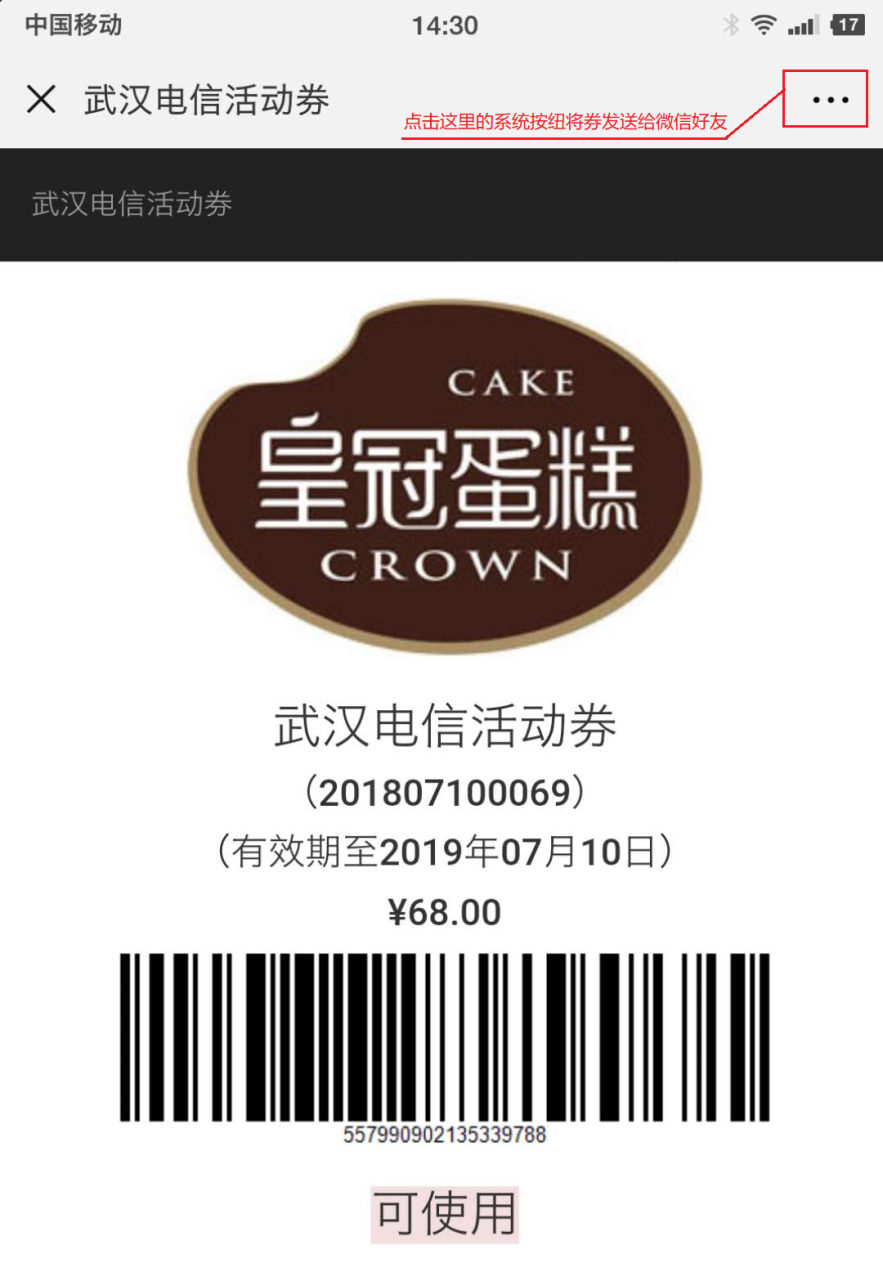 中国移动 14:30 17
武汉电信活动券
点击这里的系统按纽将券发送给微信好友
武汉电信活动券
CAKE
皇冠蛋糕
CROWN
武汉电信活动券
（201807100069）
（有效期至2019年07月10日）
¥68.00
557990902135339788
可使用